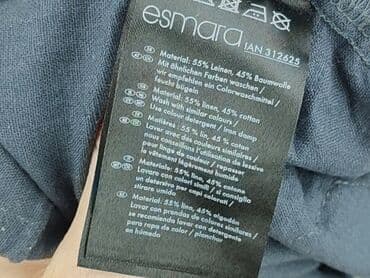 esmara IAN 312625
Material: 55% Leinen, 45% Baumwolle
Mit ähnlichen Farben waschen /
wir empfehlen ein Colorwaschmittel /
feucht bügeln
Material: 55% linen, 45% cotton
Wash with similar colours /
Use colour detergent / iron damp
Matières : 55% lin, 45% coton
Laver avec des couleurs similaires /
nous conseillons d'utiliser un produit
pour linge de couleur / repasser le
vêtement légèrement humide
Materiale: 55% lino, 45% cotone
Lavare con colori simili / si consiglia
un detersivo per capi colorati /
stirare umido
Material: 55% lino, 45% algodón
Lavar con prendas de colores similares /
se recomienda lavar con detergente
para ropa de color / planchar
en húmedo